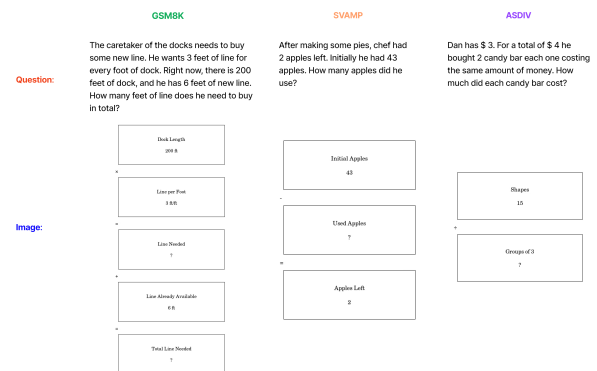 GSM8K
SVAMP
ASDIV
Question:
The caretaker of the docks needs to buy
some new line. He wants 3 feet of line for
every foot of dock. Right now, there is 200
feet of dock, and he has 6 feet of new line.
How many feet of line does he need to buy
in total?
After making some pies, chef had
2 apples left. Initially he had 43
apples. How many apples did he
use?
Dan has $ 3. For a total of $ 4 he
bought 2 candy bar each one costing
the same amount of money. How
much did each candy bar cost?
Image:
Dock Length
200 ft
×
Line per Foot
3 ft/ft
=
Line Needed
?
+
Line Already Available
6 ft
=
Total Line Needed
?
Initial Apples
43
-
Used Apples
?
=
Apples Left
2
Shapes
15
Groups of 3
?